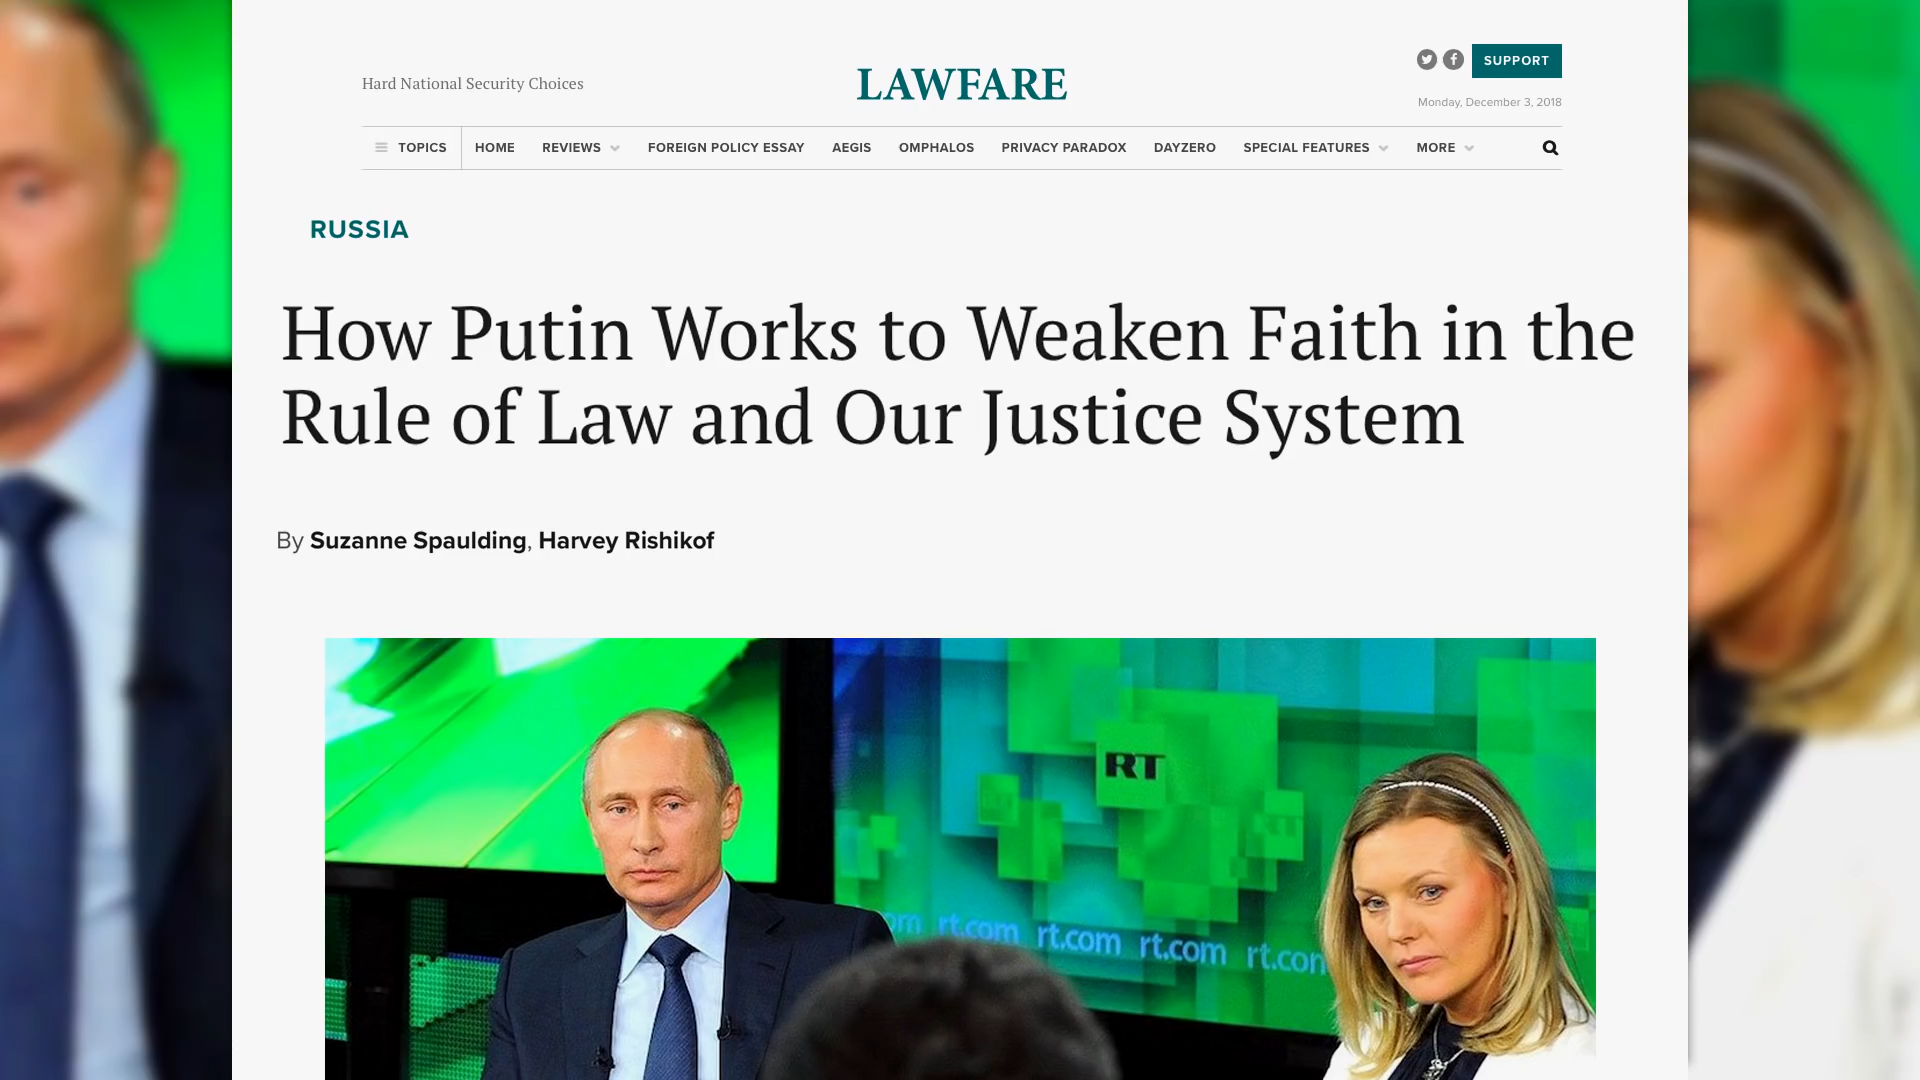 Hard National Security Choices
LAWFARE
SUPPORT
Monday, December 3, 2018
TOPICS HOME REVIEWS FOREIGN POLICY ESSAY AEGIS OMPHALOS PRIVACY PARADOX DAYZERO SPECIAL FEATURES MORE
RUSSIA
How Putin Works to Weaken Faith in the
Rule of Law and Our Justice System
By Suzanne Spaulding, Harvey Rishikof
RT
rt.com rt.com rt.com rt.com